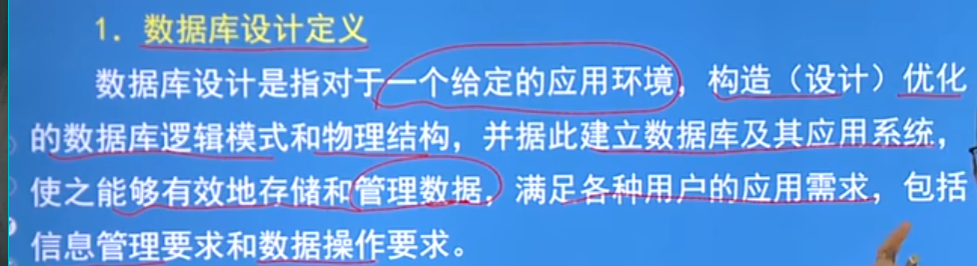 1．数据库设计定义
数据库设计是指对于一个给定的应用环境，构造（设计）优化
的数据库逻辑模式和物理结构，并据此建立数据库及其应用系统，
使之能够有效地存储和管理数据，满足各种用户的应用需求，包括
信息管理要求和数据操作要求。